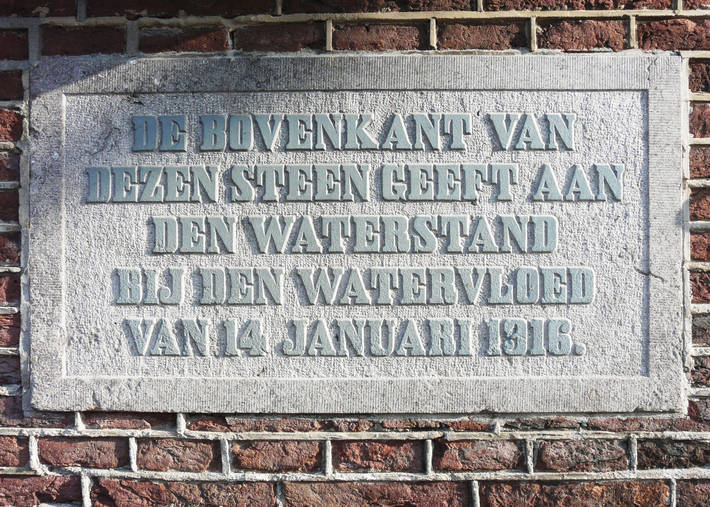 DE BOVENKANT VAN
DEZEN STEEN GEEFT AAN
DEN WATERSTAND
BIJ DEN WATERVLOED
VAN 14 JANUARI 1916.